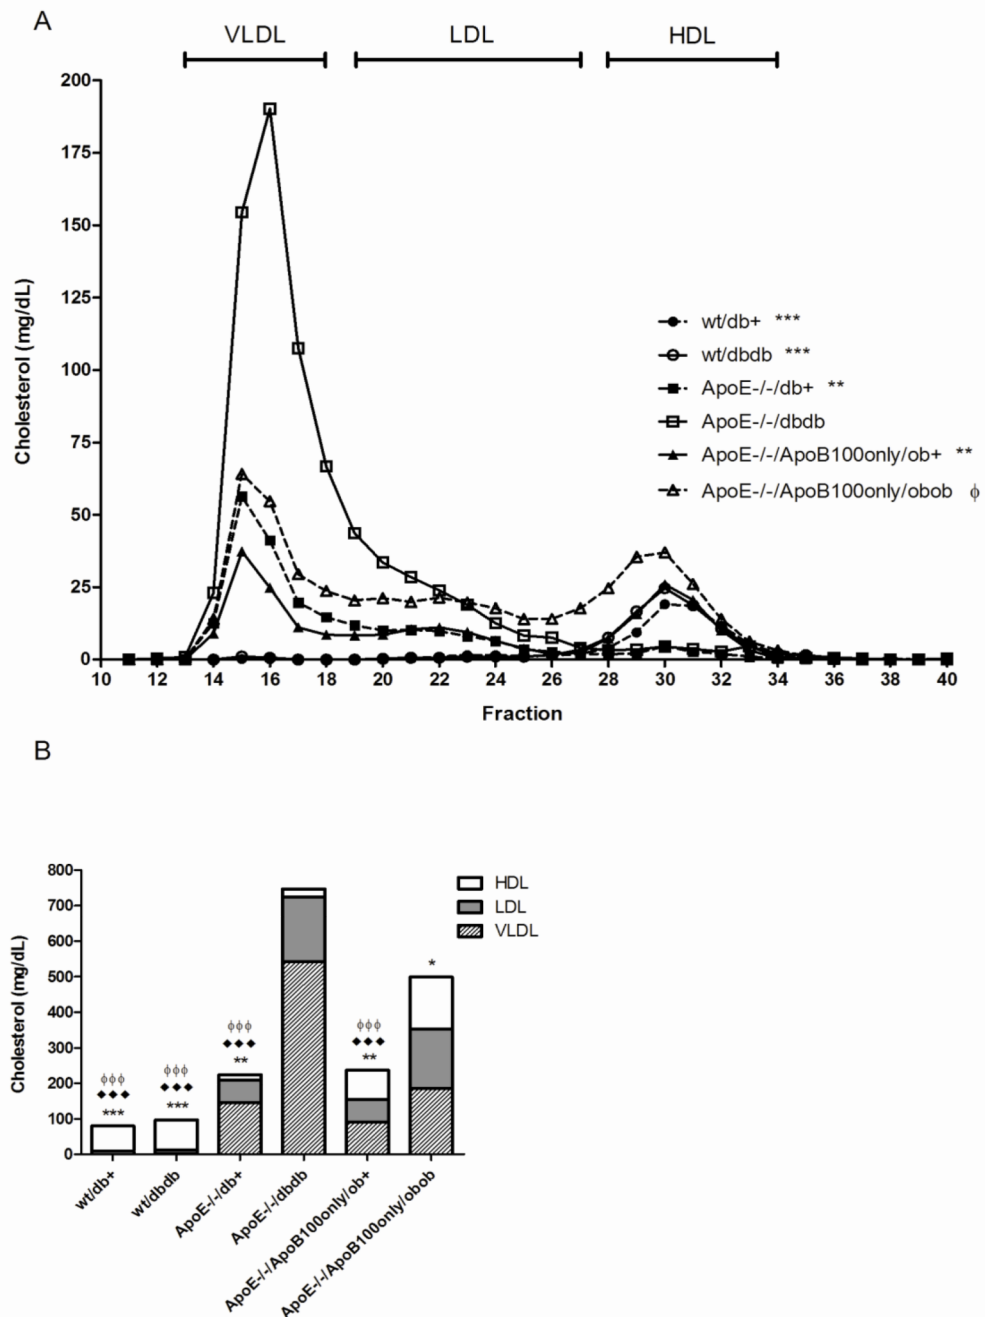 A
VLDL LDL HDL
200
175
150
125
100
75
50
25
0
Cholesterol (mg/dL)
wt/db+ ***
wt/dbdb ***
ApoE-/-/db+ **
ApoE-/-/dbdb
ApoE-/-/ApoB100only/ob+ **
ApoE-/-/ApoB100only/obob ϕ
10 12 14 16 18 20 22 24 26 28 30 32 34 36 38 40
Fraction
B
800
700
600
500
400
300
200
100
0
Cholesterol (mg/dL)
HDL
LDL
VLDL
ϕϕϕ
◆◆◆
***
ϕϕϕ
◆◆◆
***
ϕϕϕ
◆◆◆
**
ϕϕϕ
◆◆◆
**
*
wt/db+
wt/dbdb
ApoE-/-/db+
ApoE-/-/dbdb
ApoE-/-/ApoB100only/ob+
ApoE-/-/ApoB100only/obob